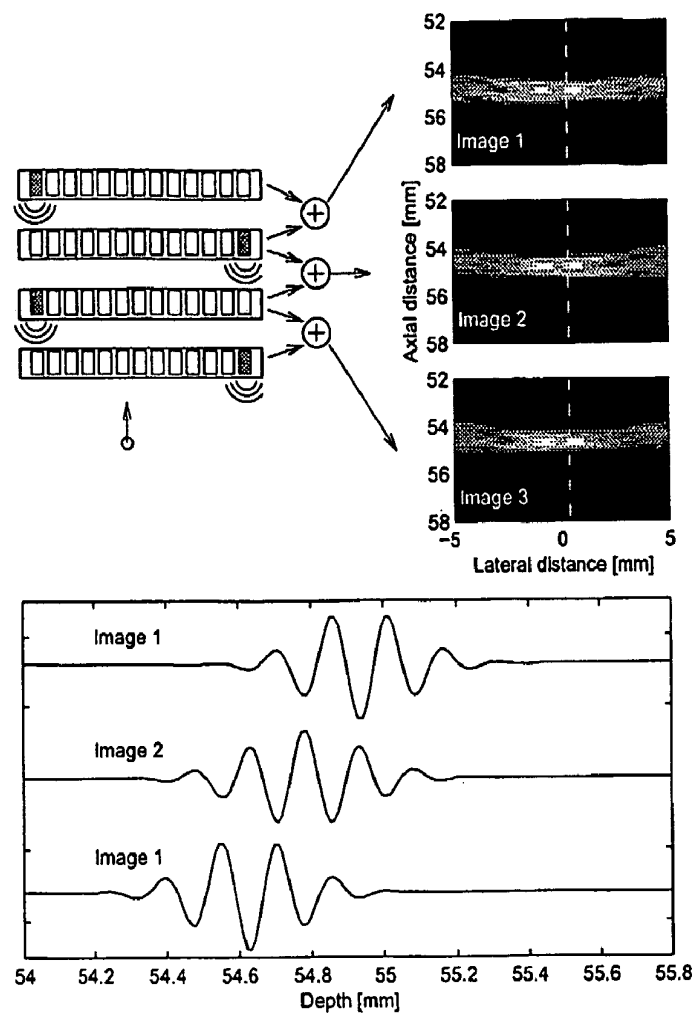 52
54
56
58
Image 1
52
54
56
58
Image 2
Axial distance [mm]
52
54
56
58
Image 3
-5
0
5
Lateral distance [mm]
Image 1
Image 2
Image 1
54
54.2
54.4
54.6
54.8
55
55.2
55.4
55.6
55.8
Depth [mm]